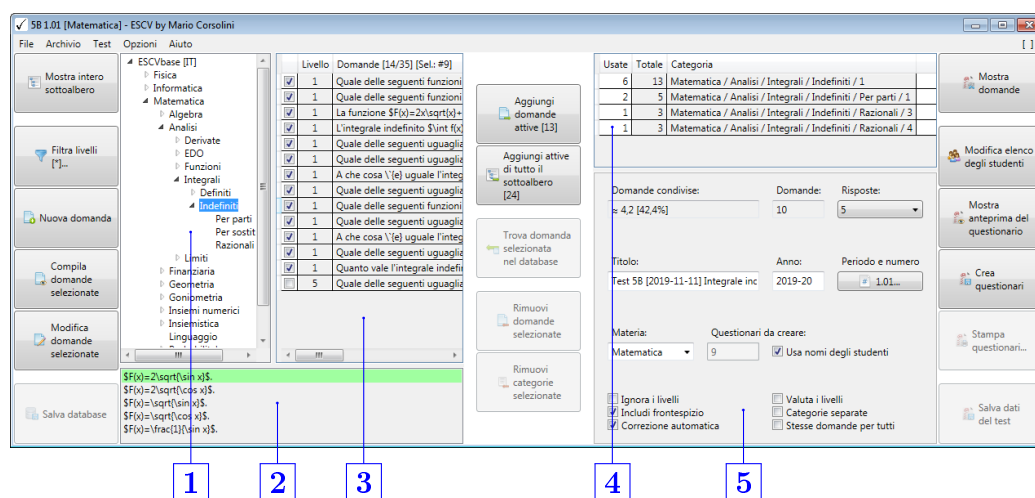 5B 1.01 [Matematica] - ESCV by Mario Corsolini
File Archivio Test Opzioni Aiuto [ ]
Mostra intero
sottoalbero
Filtra livelli
[*]...
Nuova domanda
Compila
domande
selezionate
Modifica
domande
selezionate
Salva database
ESCVbase [IT]
Fisica
Informatica
Matematica
Algebra
Analisi
Derivate
EDO
Funzioni
Integrali
Definiti
Indefiniti
Per parti
Per sostit
Razionali
Limiti
Finanziaria
Geometria
Goniometria
Insiemi numerici
Insiemistica
Linguaggio
Livello Domande [14/35] [Sel.: #9]
1 Quale delle seguenti funzioni
1 Quale delle seguenti funzioni
1 La funzione $F(x)=2x\sqrt{x}+
1 L'integrale indefinito $\int f(x)
1 Quale delle seguenti uguaglia
1 Quale delle seguenti uguaglia
1 A che cosa \`{e} uguale l'integ
1 Quale delle seguenti uguaglia
1 Quale delle seguenti funzioni
1 Quale delle seguenti uguaglia
1 A che cosa \`{e} uguale l'integ
1 Quale delle seguenti uguaglia
1 Quanto vale l'integrale indefin
5 Quale delle seguenti uguaglia
$F(x)=2\sqrt{\sin x}$.
$F(x)=2\sqrt{\cos x}$.
$F(x)=\sqrt{\sin x}$.
$F(x)=\sqrt{\cos x}$.
$F(x)=\frac{1}{\sin x}$.
Aggiungi
domande
attive [13]
Aggiungi attive
di tutto il
sottoalbero
[24]
Trova domanda
selezionata
nel database
Rimuovi
domande
selezionate
Rimuovi
categorie
selezionate
Usate Totale Categoria
6 13 Matematica / Analisi / Integrali / Indefiniti / 1
2 5 Matematica / Analisi / Integrali / Indefiniti / Per parti / 1
1 3 Matematica / Analisi / Integrali / Indefiniti / Razionali / 3
1 3 Matematica / Analisi / Integrali / Indefiniti / Razionali / 4
Domande condivise: Domande: Risposte:
≈ 4,2 [42,4%] 10 5
Titolo: Anno: Periodo e numero
Test 5B [2019-11-11] Integrale inc 2019-20 # 1.01...
Materia: Questionari da creare:
Matematica 9 Usa nomi degli studenti
Ignora i livelli Valuta i livelli
Includi frontespizio Categorie separate
Correzione automatica Stesse domande per tutti
Mostra
domande
Modifica elenco
degli studenti
Mostra
anteprima del
questionario
Crea
questionari
Stampa
questionari...
Salva dati
del test
1 2 3 4 5